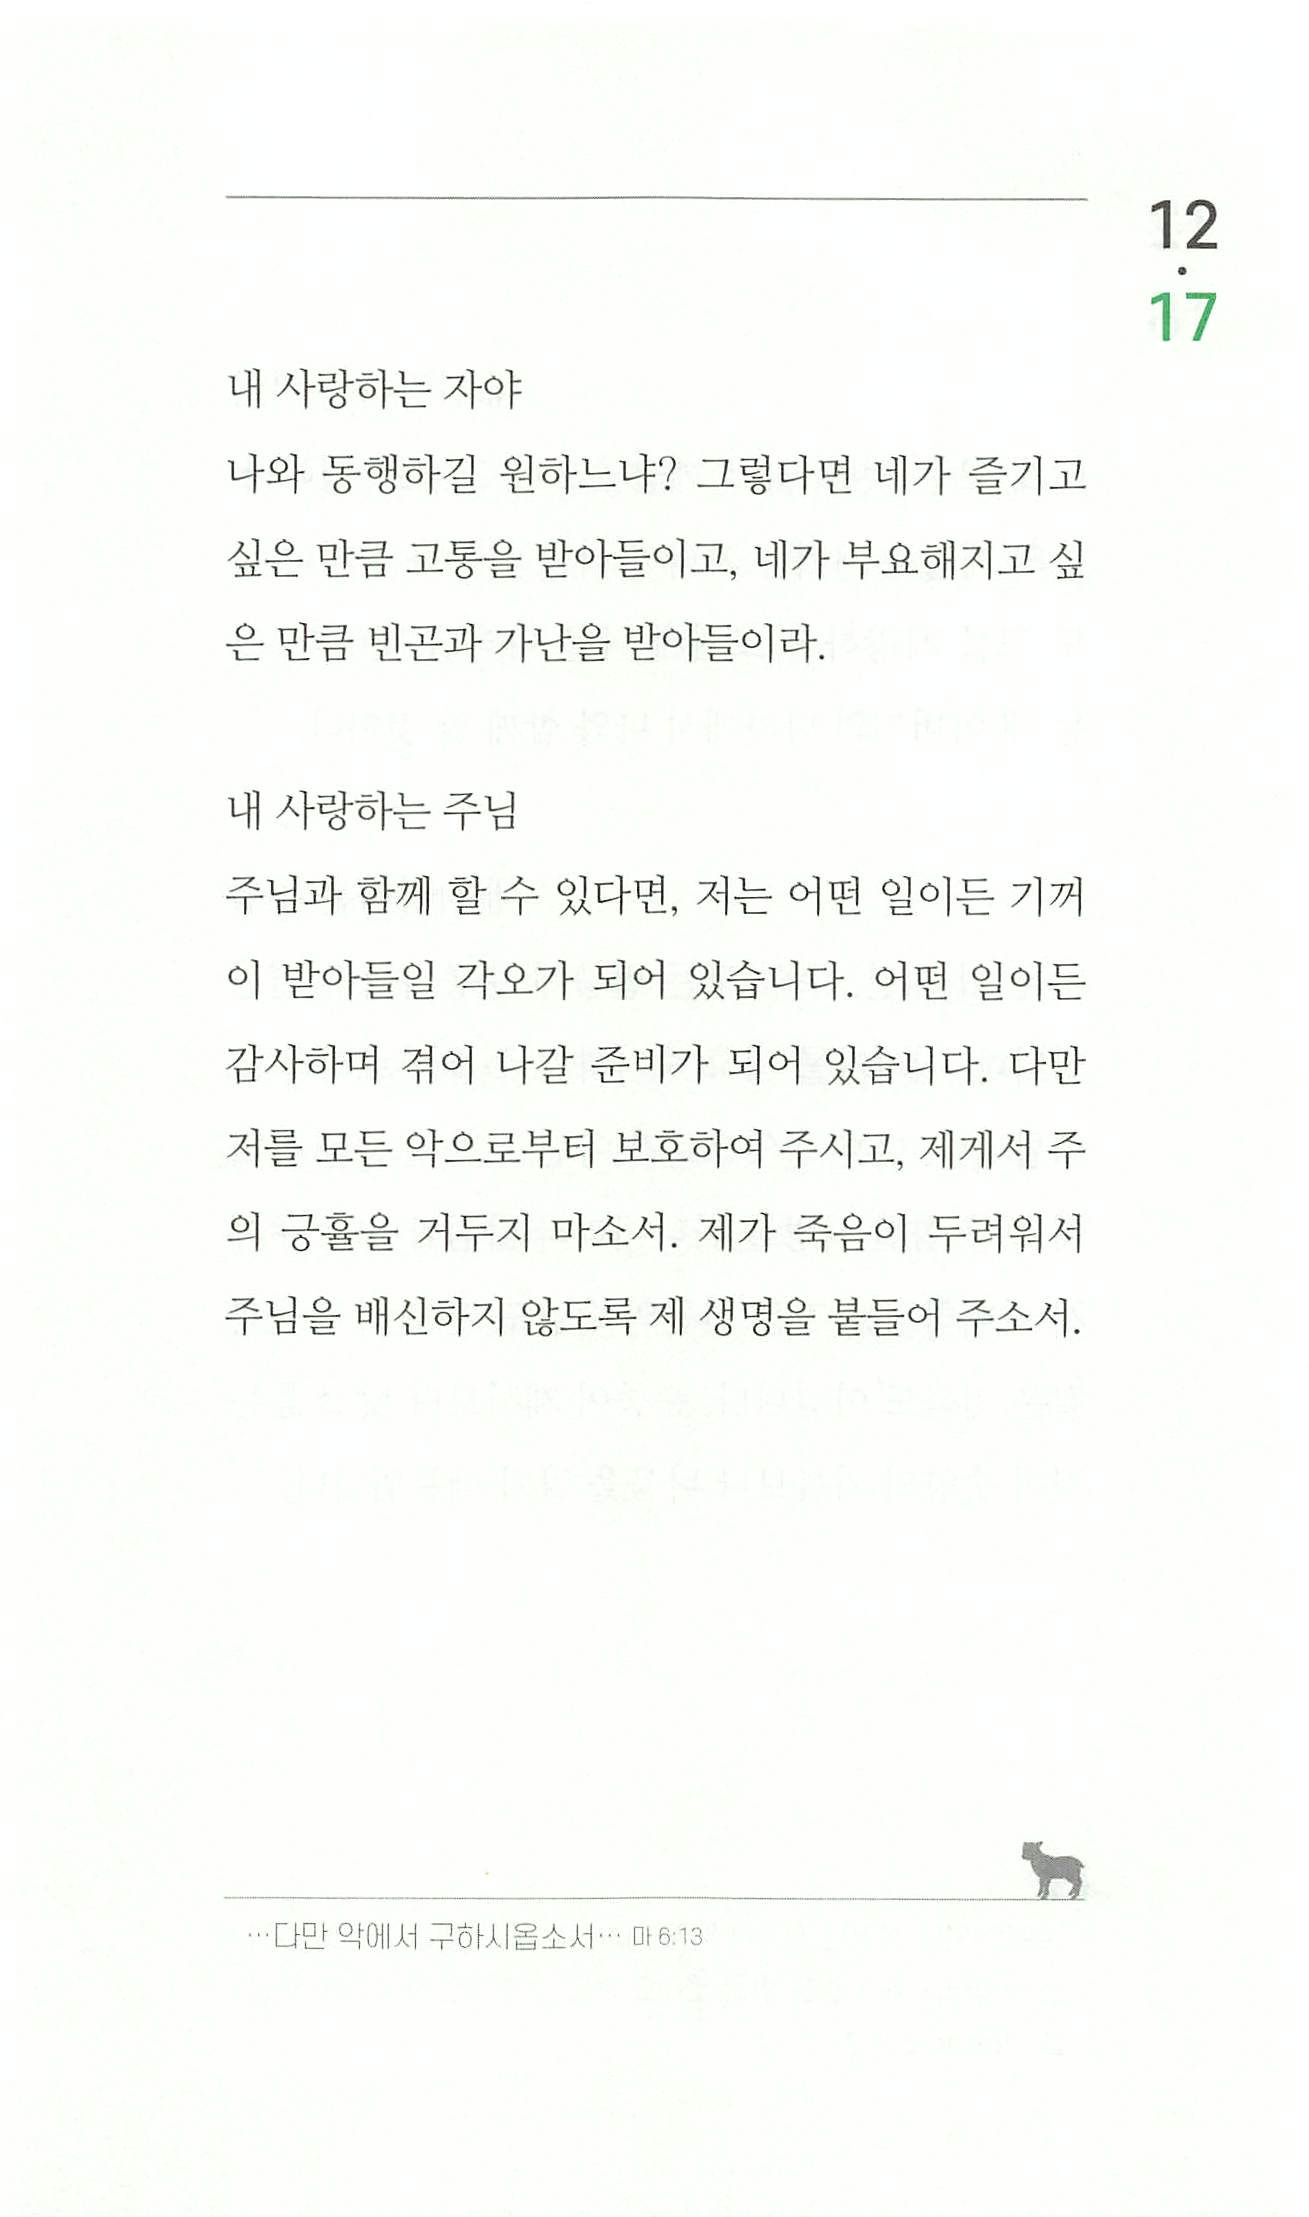 12
·
17
내 사랑하는 자야
나와 동행하길 원하느냐? 그렇다면 네가 즐기고
싶은 만큼 고통을 받아들이고, 네가 부요해지고 싶
은 만큼 빈곤과 가난을 받아들이라.
내 사랑하는 주님
주님과 함께 할 수 있다면, 저는 어떤 일이든 기꺼
이 받아들일 각오가 되어 있습니다. 어떤 일이든
감사하며 겪어 나갈 준비가 되어 있습니다. 다만
저를 모든 악으로부터 보호하여 주시고, 제게서 주
의 긍휼을 거두지 마소서. 제가 죽음이 두려워서
주님을 배신하지 않도록 제 생명을 붙들어 주소서.
…다만 악에서 구하시옵소서… 마 6:13